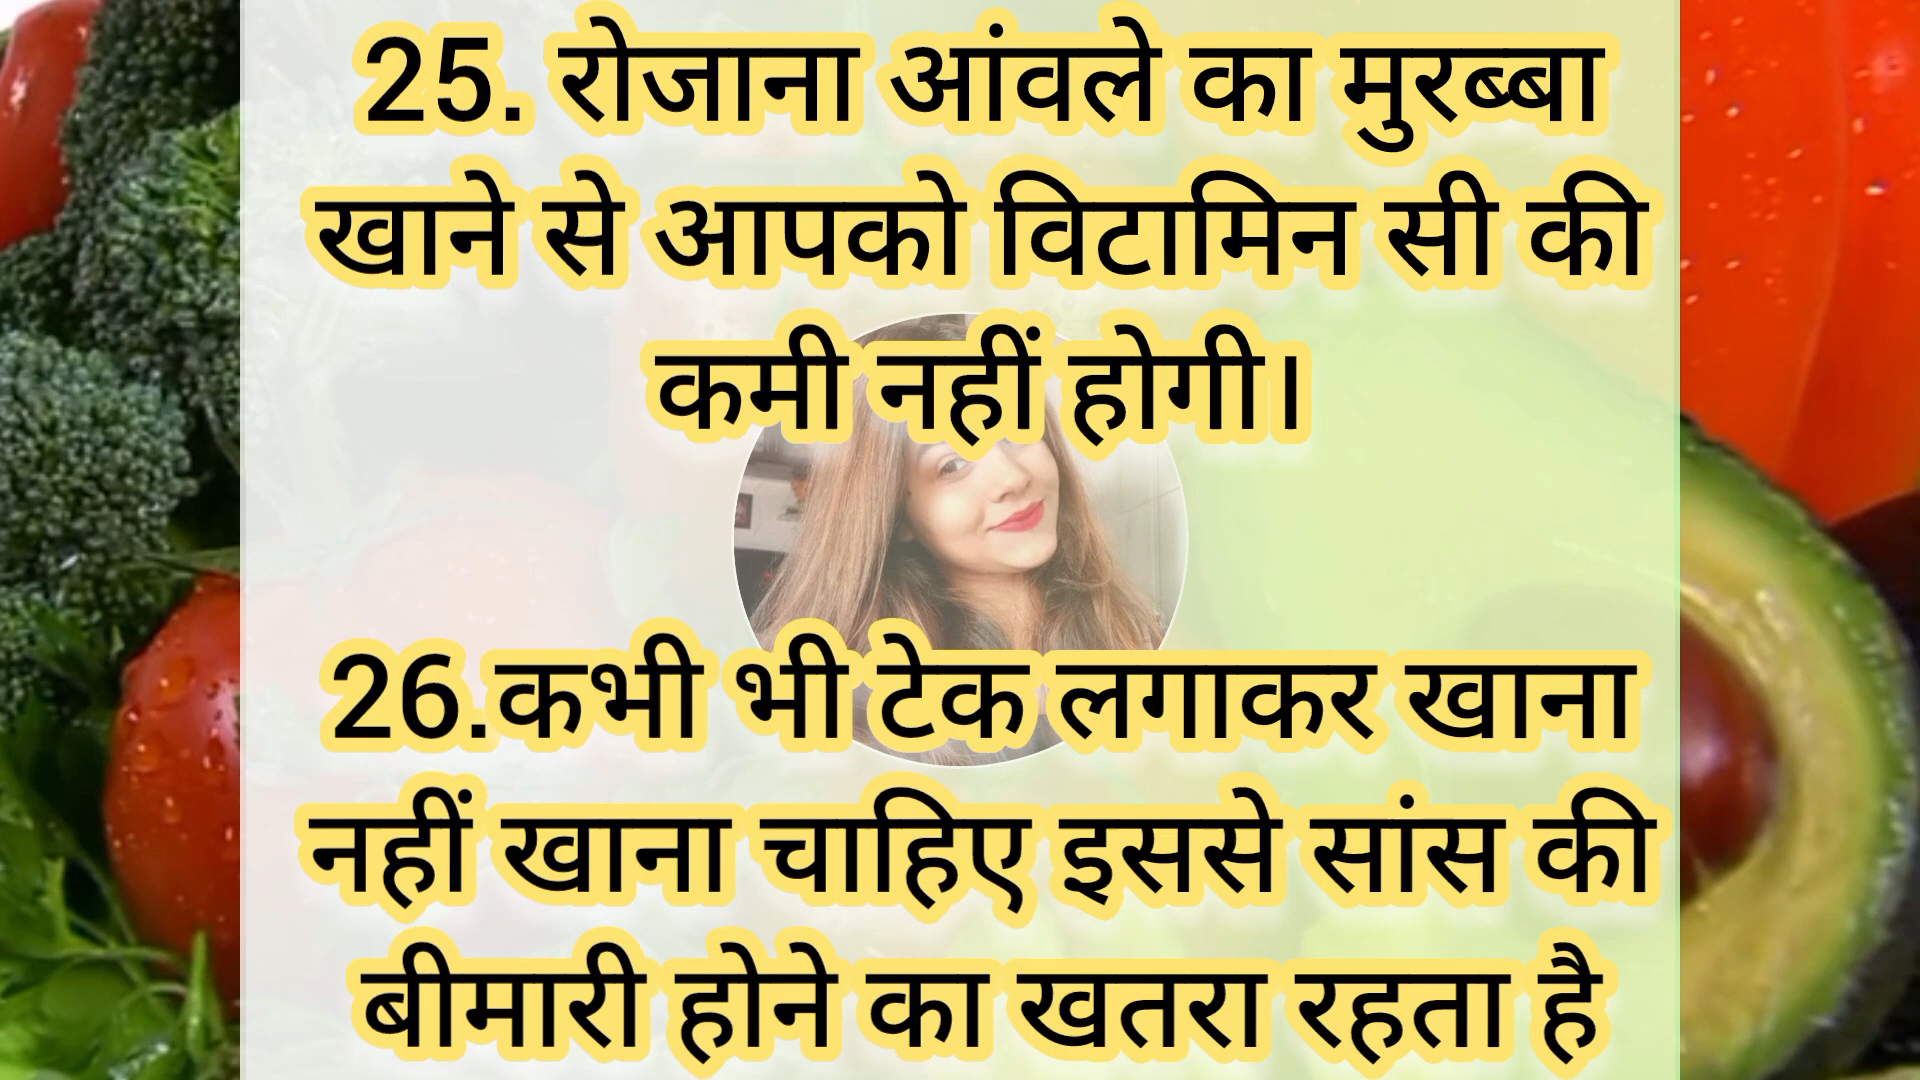 25. रोजाना आंवले का मुरब्बा
खाने से आपको विटामिन सी की
कमी नहीं होगी।
26.कभी भी टेक लगाकर खाना
नहीं खाना चाहिए इससे सांस की
बीमारी होने का खतरा रहता है